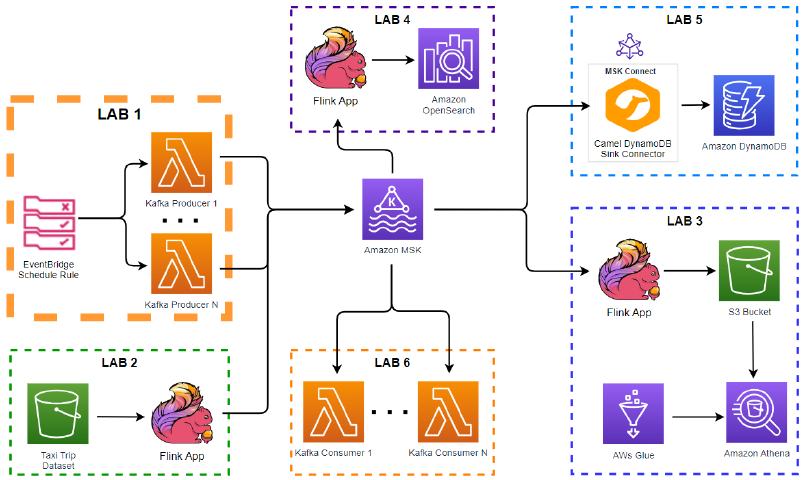 LAB 1
EventBridge
Schedule Rule
Kafka Producer 1
Kafka Producer N
LAB 2
Taxi Trip
Dataset
Flink App
LAB 4
Flink App
Amazon
OpenSearch
K
Amazon MSK
LAB 6
Kafka Consumer 1
Kafka Consumer N
LAB 5
MSK Connect
Camel DynamoDB
Sink Connector
Amazon DynamoDB
LAB 3
Flink App
S3 Bucket
AWs Glue
Amazon Athena